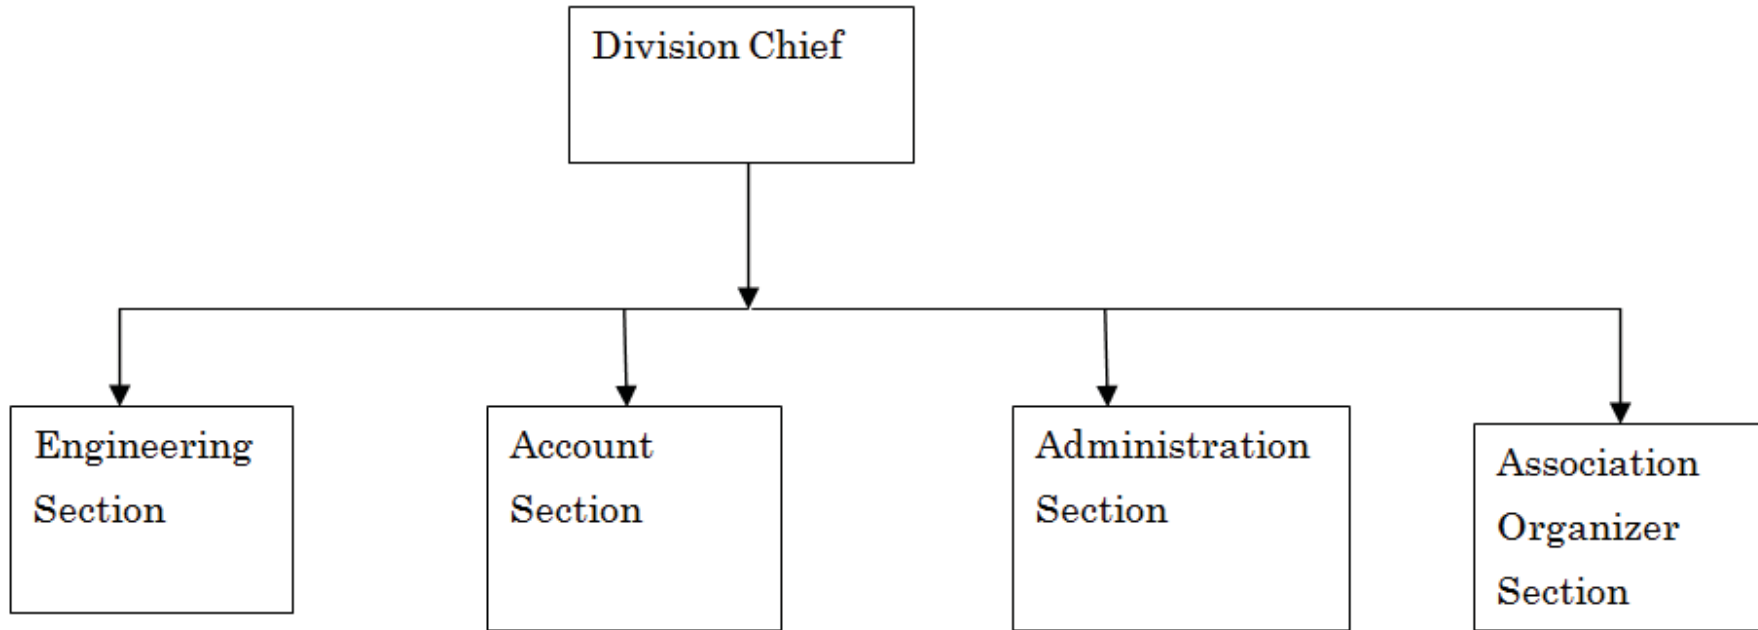 Division Chief
Engineering
Section
Account
Section
Administration
Section
Association
Organizer
Section